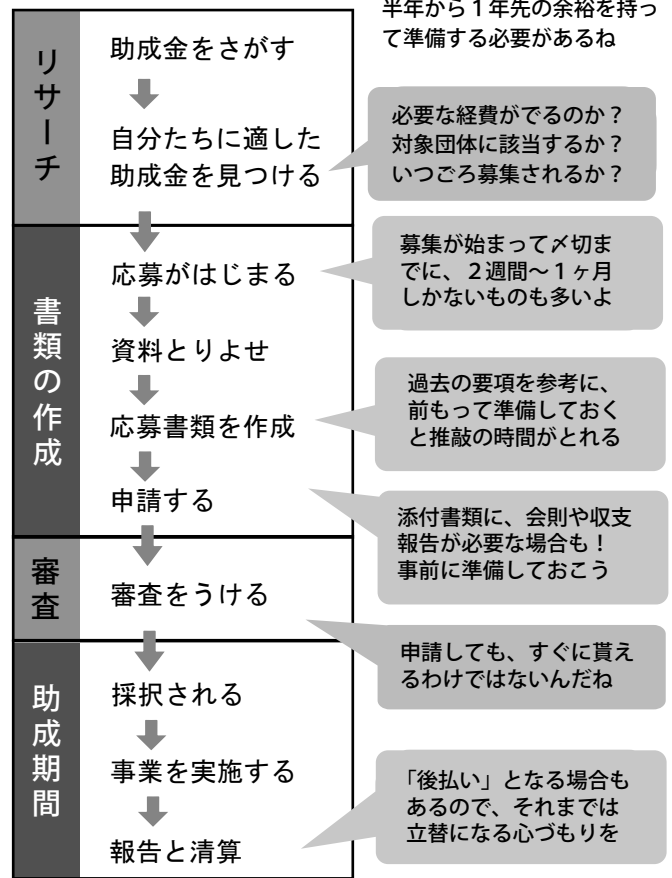 半年から１年先の余裕を持っ
て準備する必要があるね
リサーチ
助成金をさがす
自分たちに適した
助成金を見つける
必要な経費がでるのか？
対象団体に該当するか？
いつごろ募集されるか？
書類の作成
応募がはじまる
募集が始まって〆切ま
でに、２週間～１ヶ月
しかないものも多いよ
資料とりよせ
応募書類を作成
過去の要項を参考に、
前もって準備しておく
と推敲の時間がとれる
申請する
添付書類に、会則や収支
報告が必要な場合も！
事前に準備しておこう
審査
審査をうける
申請しても、すぐに貰え
るわけではないんだね
助成期間
採択される
事業を実施する
報告と清算
「後払い」となる場合も
あるので、それまでは
立替になる心づもりを